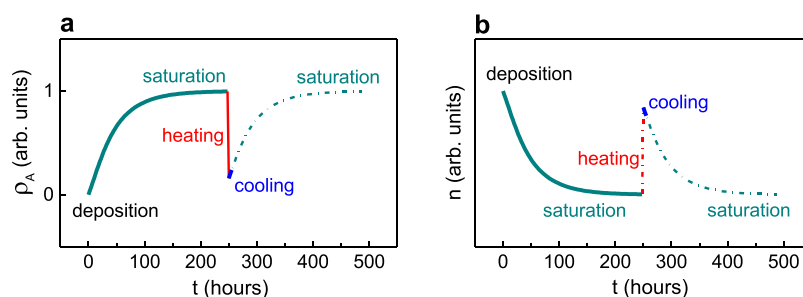 a
saturation
saturation
1
heating
ρA (arb. units)
cooling
0
deposition
0 100 200 300 400 500
t (hours)
b
deposition
cooling
heating
n (arb. units)
saturation
saturation
0 100 200 300 400 500
t (hours)